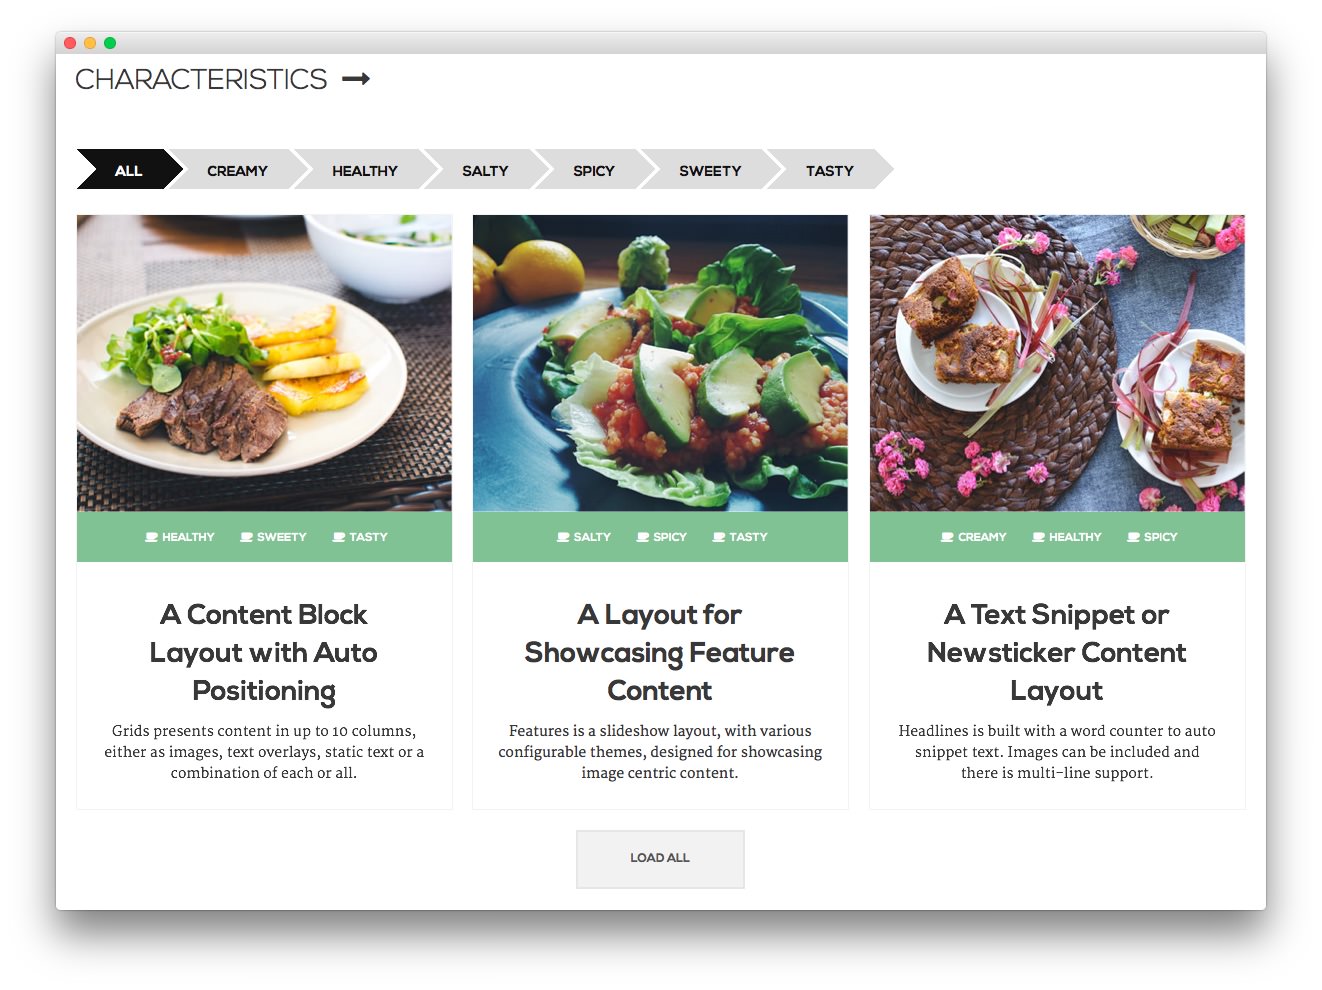 CHARACTERISTICS
ALL CREAMY HEALTHY SALTY SPICY SWEETY TASTY
HEALTHY SWEETY TASTY
A Content Block
Layout with Auto
Positioning
Grids presents content in up to 10 columns,
either as images, text overlays, static text or a
combination of each or all.
SALTY SPICY TASTY
A Layout for
Showcasing Feature
Content
Features is a slideshow layout, with various
configurable themes, designed for showcasing
image centric content.
CREAMY HEALTHY SPICY
A Text Snippet or
Newsticker Content
Layout
Headlines is built with a word counter to auto
snippet text. Images can be included and
there is multi-line support.
LOAD ALL